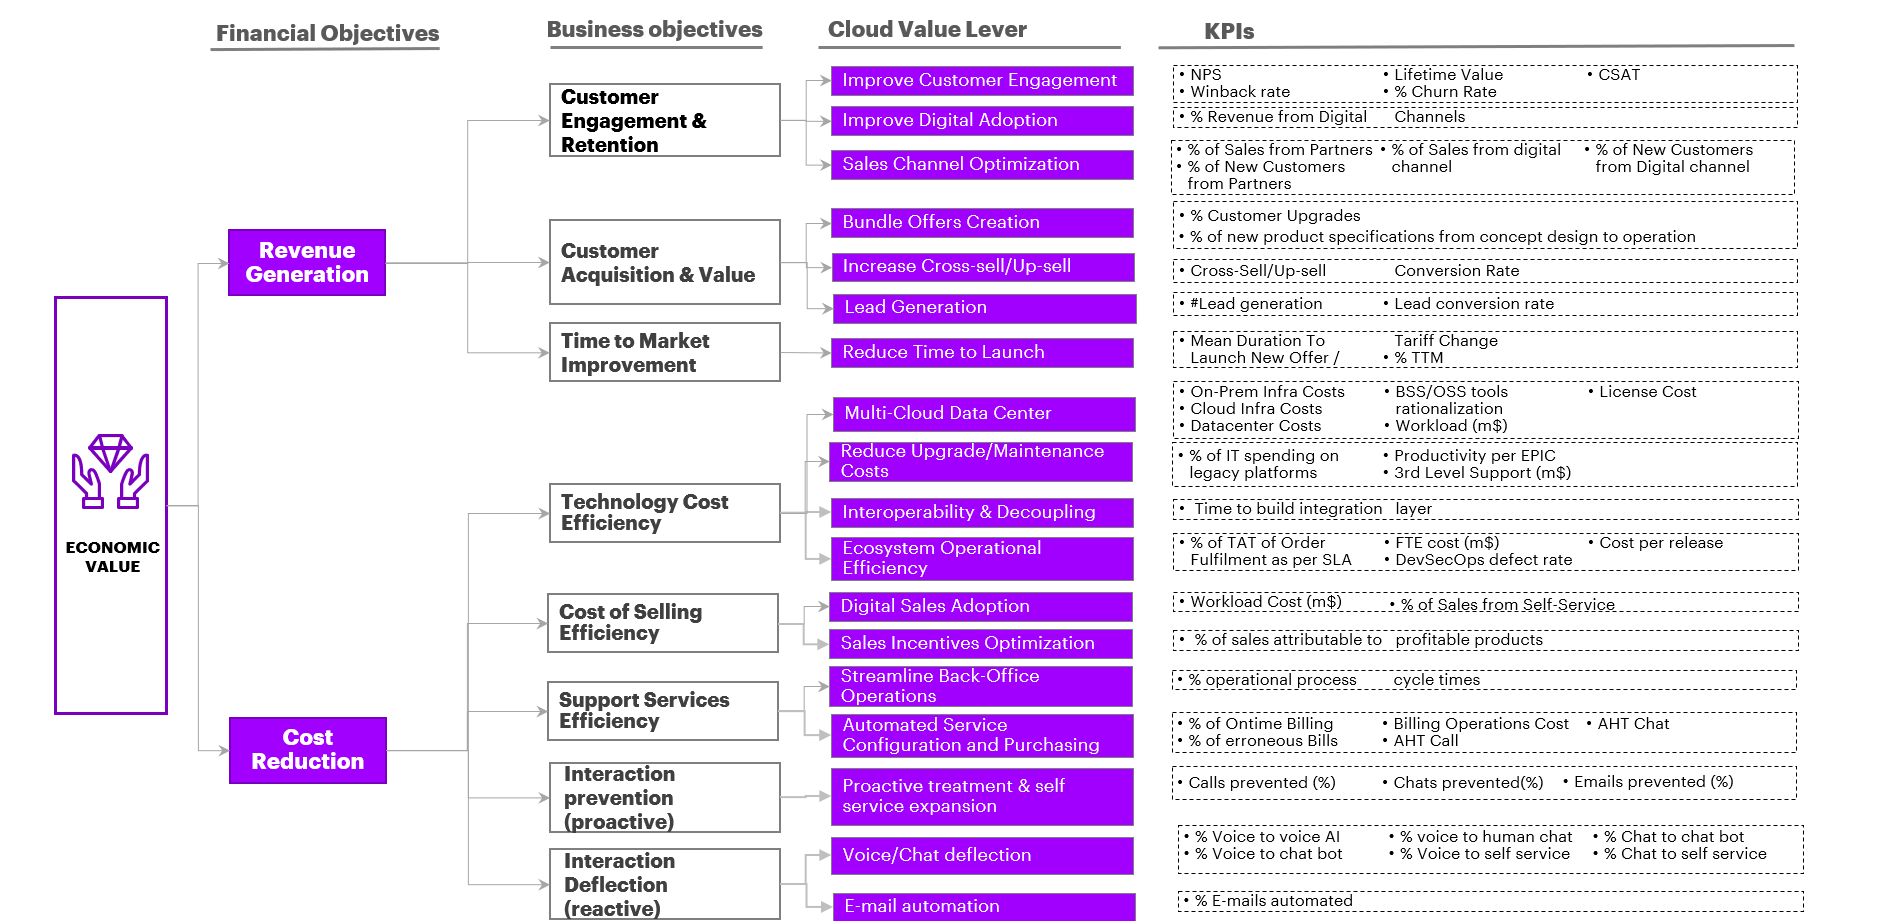 Financial Objectives
Business objectives
Cloud Value Lever
KPIs
ECONOMIC
VALUE
Revenue
Generation
Customer
Engagement &
Retention
Improve Customer Engagement
• NPS • Lifetime Value • CSAT
• Winback rate • % Churn Rate
Improve Digital Adoption
• % Revenue from Digital Channels
Sales Channel Optimization
• % of Sales from Partners • % of Sales from digital • % of New Customers
• % of New Customers channel from Digital channel
from Partners
Customer
Acquisition & Value
Bundle Offers Creation
• % Customer Upgrades
• % of new product specifications from concept design to operation
Increase Cross-sell/Up-sell
• Cross-Sell/Up-sell Conversion Rate
Lead Generation
• #Lead generation • Lead conversion rate
Time to Market
Improvement
Reduce Time to Launch
• Mean Duration To Tariff Change
Launch New Offer / • % TTM
Cost
Reduction
Technology Cost
Efficiency
Multi-Cloud Data Center
• On-Prem Infra Costs • BSS/OSS tools • License Cost
• Cloud Infra Costs rationalization
• Datacenter Costs • Workload (m$)
Reduce Upgrade/Maintenance
Costs
• % of IT spending on • Productivity per EPIC
legacy platforms • 3rd Level Support (m$)
Interoperability & Decoupling
• Time to build integration layer
Ecosystem Operational
Efficiency
• % of TAT of Order • FTE cost (m$) • Cost per release
Fulfilment as per SLA • DevSecOps defect rate
Cost of Selling
Efficiency
Digital Sales Adoption
• Workload Cost (m$) • % of Sales from Self-Service
Sales Incentives Optimization
• % of sales attributable to profitable products
Support Services
Efficiency
Streamline Back-Office
Operations
• % operational process cycle times
Automated Service
Configuration and Purchasing
• % of Ontime Billing • Billing Operations Cost • AHT Chat
• % of erroneous Bills • AHT Call
Interaction
prevention
(proactive)
Proactive treatment & self
service expansion
• Calls prevented (%) • Chats prevented(%) • Emails prevented (%)
Interaction
Deflection
(reactive)
Voice/Chat deflection
• % Voice to voice AI • % voice to human chat • % Chat to chat bot
• % Voice to chat bot • % Voice to self service • % Chat to self service
E-mail automation
• % E-mails automated